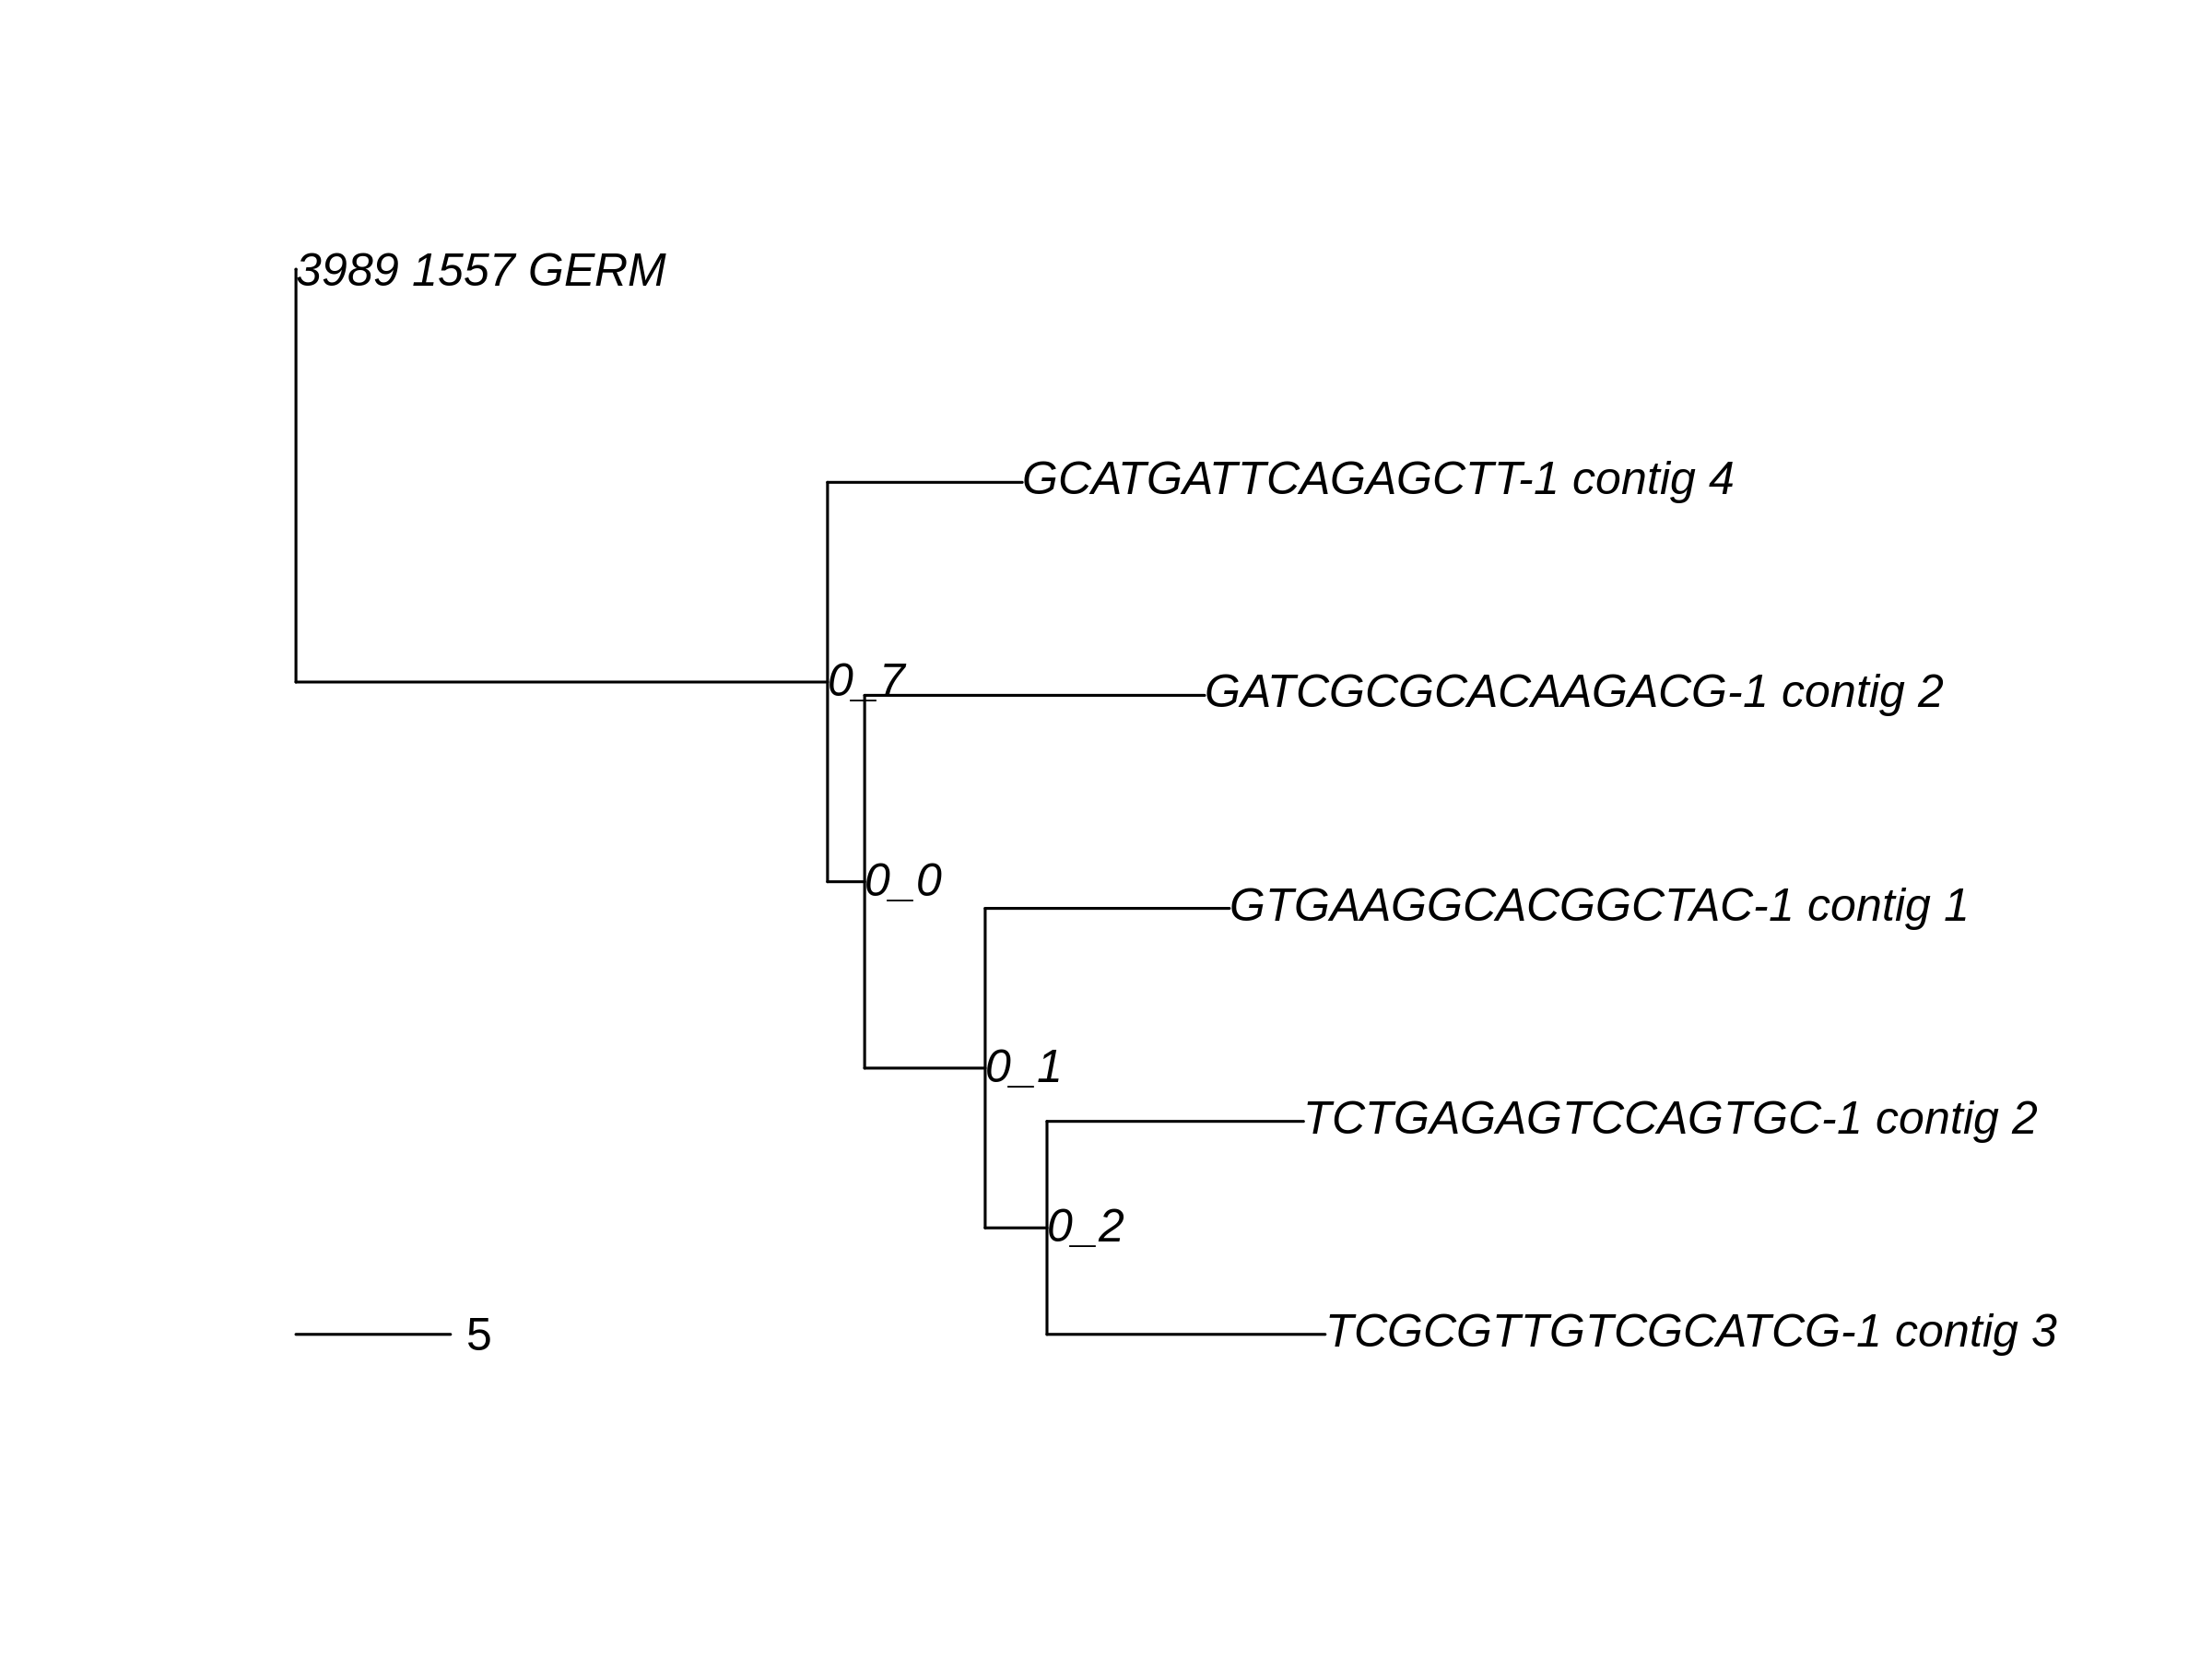 3989 1557 GERM
GCATGATTCAGAGCTT-1 contig 4
0_7
GATCGCGCACAAGACG-1 contig 2
0_0
GTGAAGGCACGGCTAC-1 contig 1
0_1
TCTGAGAGTCCAGTGC-1 contig 2
0_2
TCGCGTTGTCGCATCG-1 contig 3
5